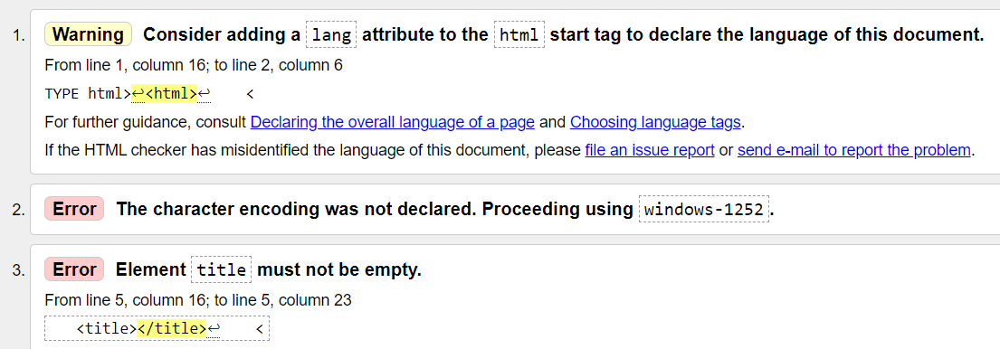 1. Warning Consider adding a lang attribute to the html start tag to declare the language of this document.
From line 1, column 16; to line 2, column 6
TYPE html>↩<html>↩    <
For further guidance, consult Declaring the overall language of a page and Choosing language tags.
If the HTML checker has misidentified the language of this document, please file an issue report or send e-mail to report the problem.
2. Error The character encoding was not declared. Proceeding using windows-1252.
3. Error Element title must not be empty.
From line 5, column 16; to line 5, column 23
<title></title>↩    <